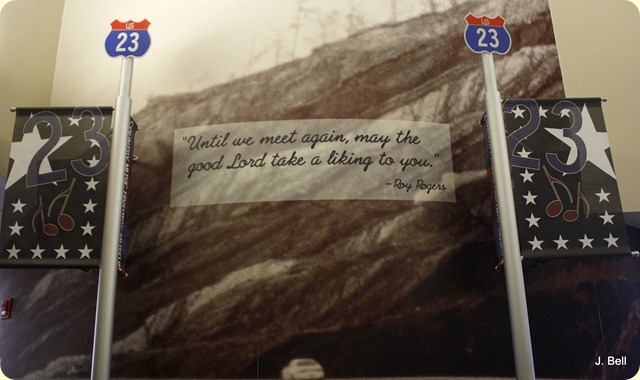 US
23
US
23
23
23
"Until we meet again, may the
good Lord take a liking to you."
-Roy Rogers
J. Bell